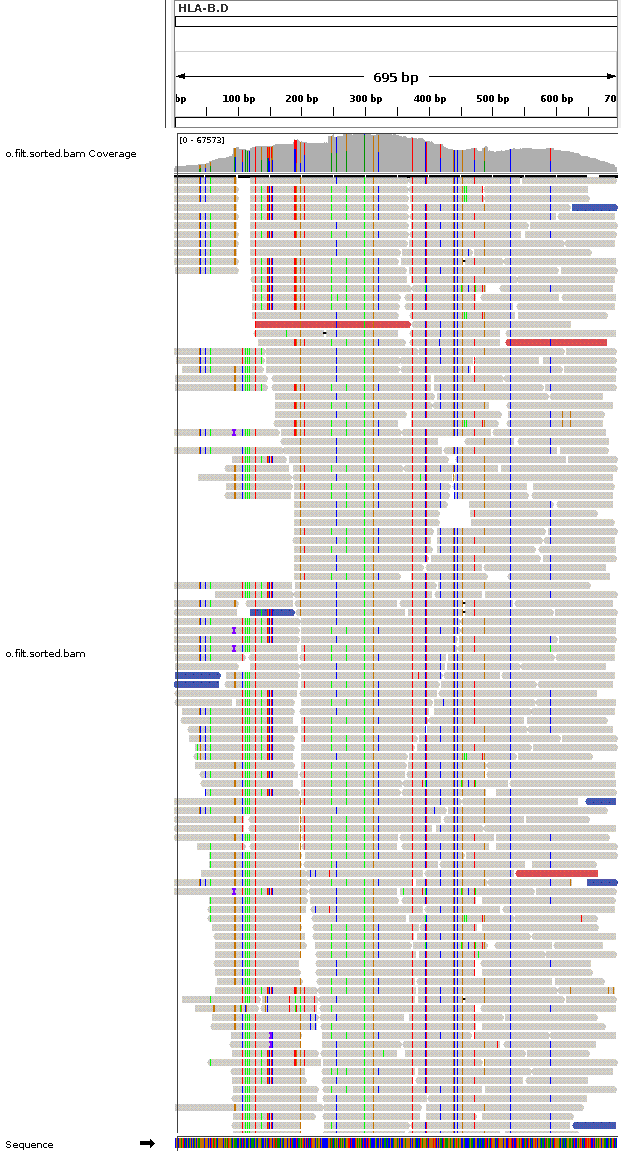 HLA-B.D
695 bp
bp 100 bp 200 bp 300 bp 400 bp 500 bp 600 bp 70
[0 - 67573]
o.filt.sorted.bam Coverage
o.filt.sorted.bam
Sequence